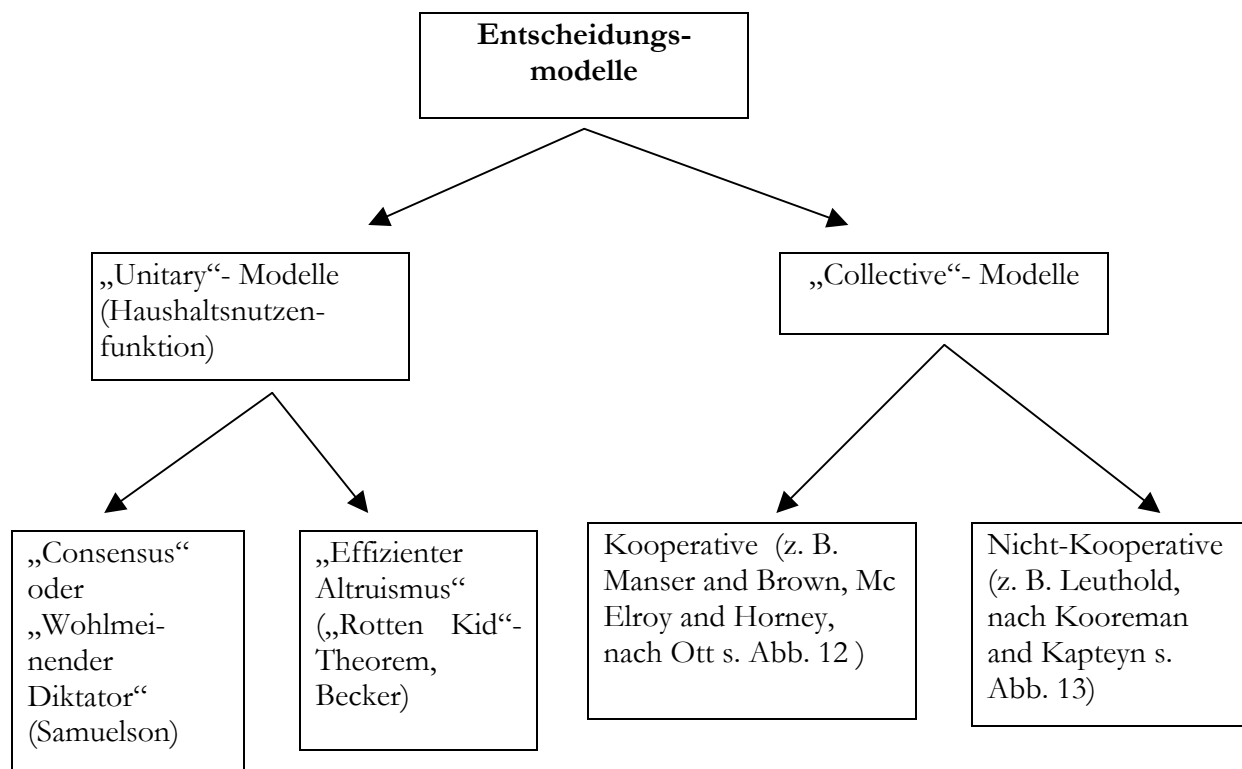 Entscheidungs-
modelle
„Unitary“- Modelle
(Haushaltsnutzen-
funktion)
„Collective“- Modelle
„Consensus“
oder
„Wohlmei-
nender
Diktator“
(Samuelson)
„Effizienter
Altruismus“
(„Rotten Kid“-
Theorem,
Becker)
Kooperative (z. B.
Manser and Brown, Mc
Elroy and Horney,
nach Ott s. Abb. 12 )
Nicht-Kooperative
(z. B. Leuthold,
nach Kooreman
and Kapteyn s.
Abb. 13)